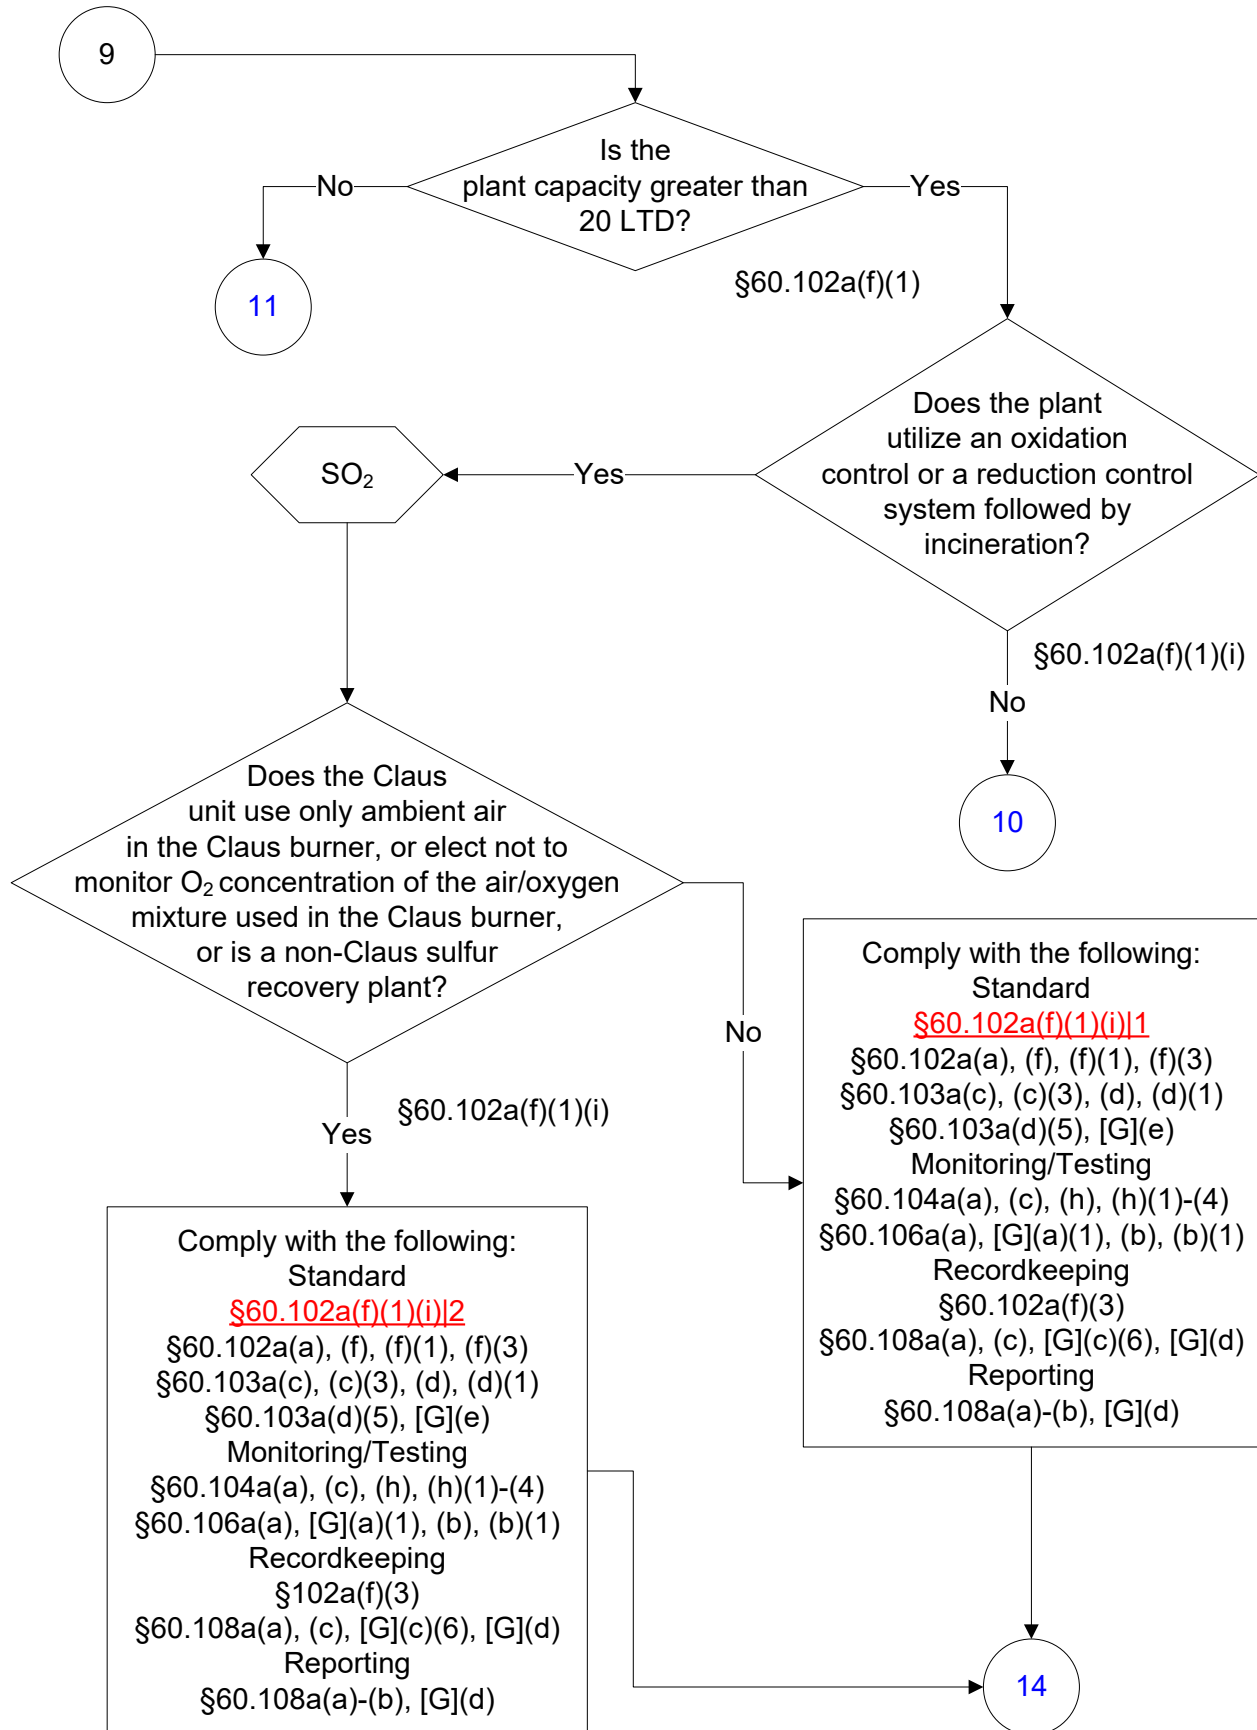 9
Is the
plant capacity greater than
20 LTD?
No
Yes
11
§60.102a(f)(1)
Does the plant
utilize an oxidation
control or a reduction control
system followed by
incineration?
Yes
SO₂
§60.102a(f)(1)(i)
No
10
Does the Claus
unit use only ambient air
in the Claus burner, or elect not to
monitor O₂ concentration of the air/oxygen
mixture used in the Claus burner,
or is a non-Claus sulfur
recovery plant?
No
§60.102a(f)(1)(i)
Yes
Comply with the following:
Standard
§60.102a(f)(1)(i)|1
§60.102a(a), (f), (f)(1), (f)(3)
§60.103a(c), (c)(3), (d), (d)(1)
§60.103a(d)(5), [G](e)
Monitoring/Testing
§60.104a(a), (c), (h), (h)(1)-(4)
§60.106a(a), [G](a)(1), (b), (b)(1)
Recordkeeping
§60.102a(f)(3)
§60.108a(a), (c), [G](c)(6), [G](d)
Reporting
§60.108a(a)-(b), [G](d)
Comply with the following:
Standard
§60.102a(f)(1)(i)|2
§60.102a(a), (f), (f)(1), (f)(3)
§60.103a(c), (c)(3), (d), (d)(1)
§60.103a(d)(5), [G](e)
Monitoring/Testing
§60.104a(a), (c), (h), (h)(1)-(4)
§60.106a(a), [G](a)(1), (b), (b)(1)
Recordkeeping
§102a(f)(3)
§60.108a(a), (c), [G](c)(6), [G](d)
Reporting
§60.108a(a)-(b), [G](d)
14